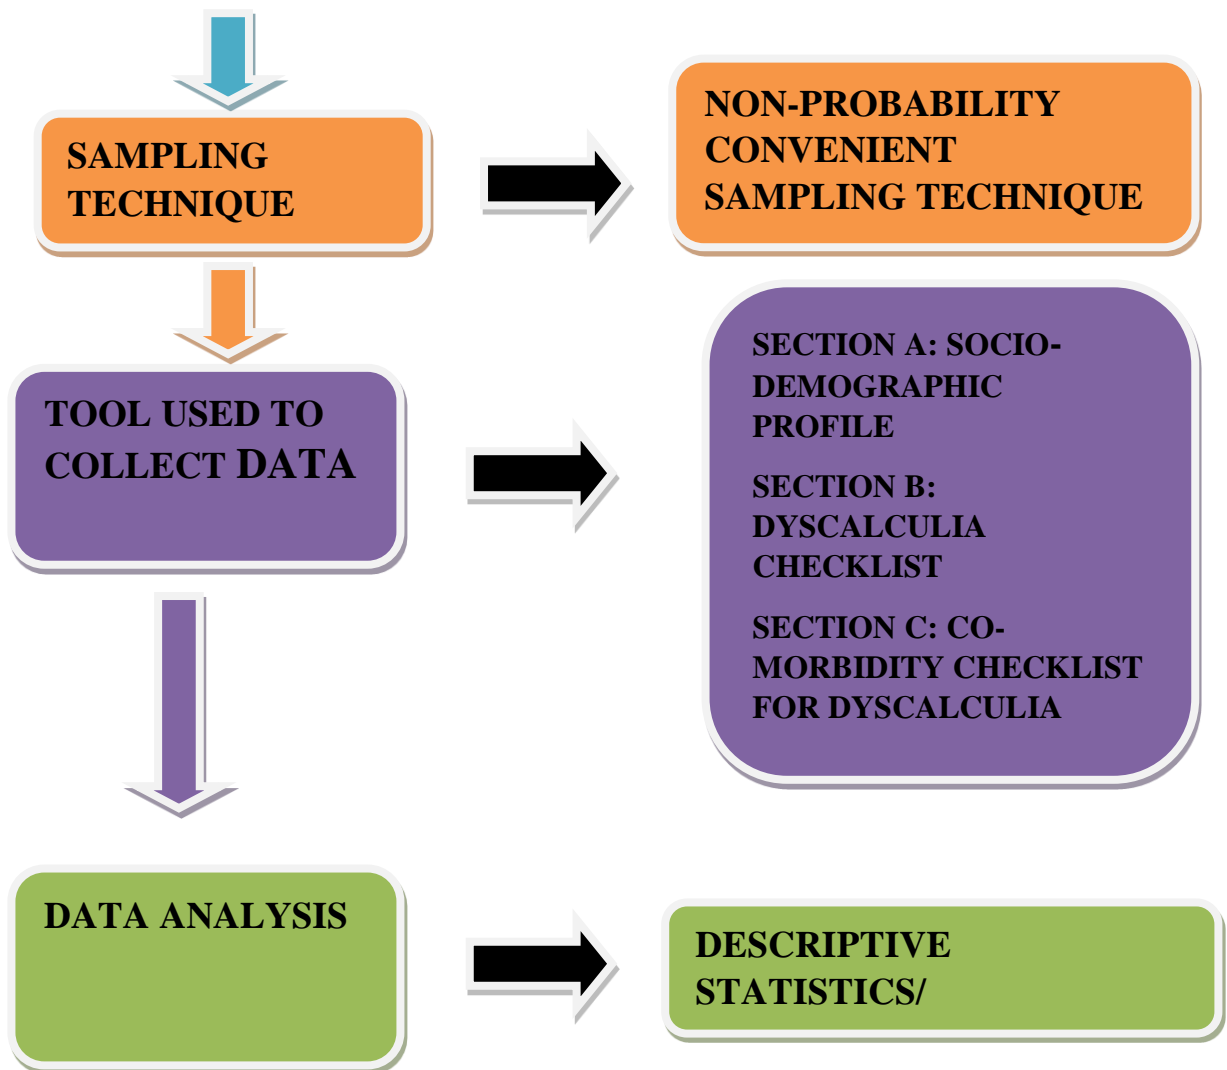 SAMPLING
TECHNIQUE
NON-PROBABILITY
CONVENIENT
SAMPLING TECHNIQUE
TOOL USED TO
COLLECT DATA
SECTION A: SOCIO-
DEMOGRAPHIC
PROFILE
SECTION B:
DYSCALCULIA
CHECKLIST
SECTION C: CO-
MORBIDITY CHECKLIST
FOR DYSCALCULIA
DATA ANALYSIS
DESCRIPTIVE
STATISTICS/